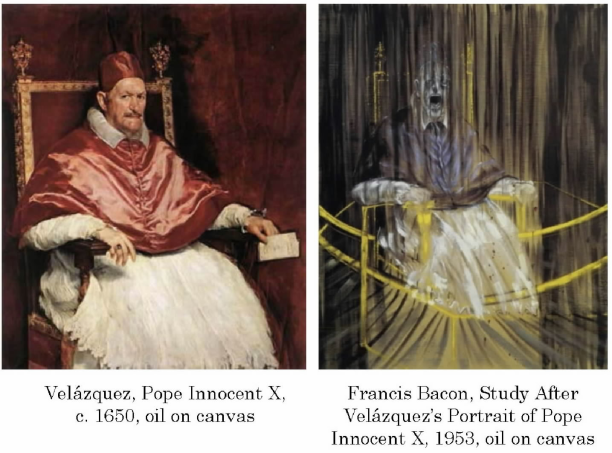 Velázquez, Pope Innocent X,
c. 1650, oil on canvas
Francis Bacon, Study After
Velázquez's Portrait of Pope
Innocent X, 1953, oil on canvas